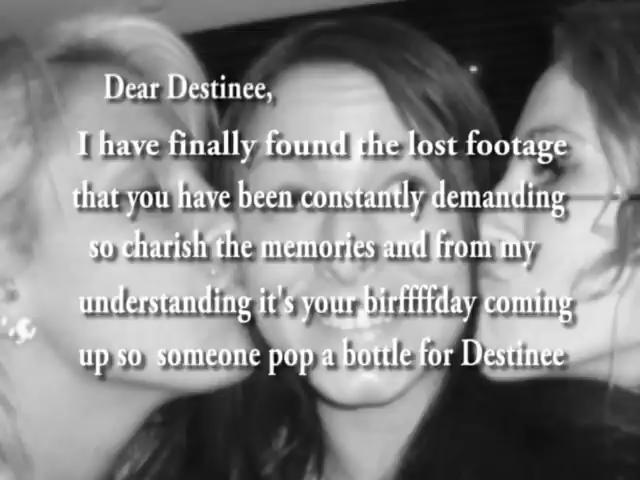 Dear Destinee,
I have finally found the lost footage
that you have been constantly demanding
so charish the memories and from my
understanding it's your birffffday coming
up so someone pop a bottle for Destinee